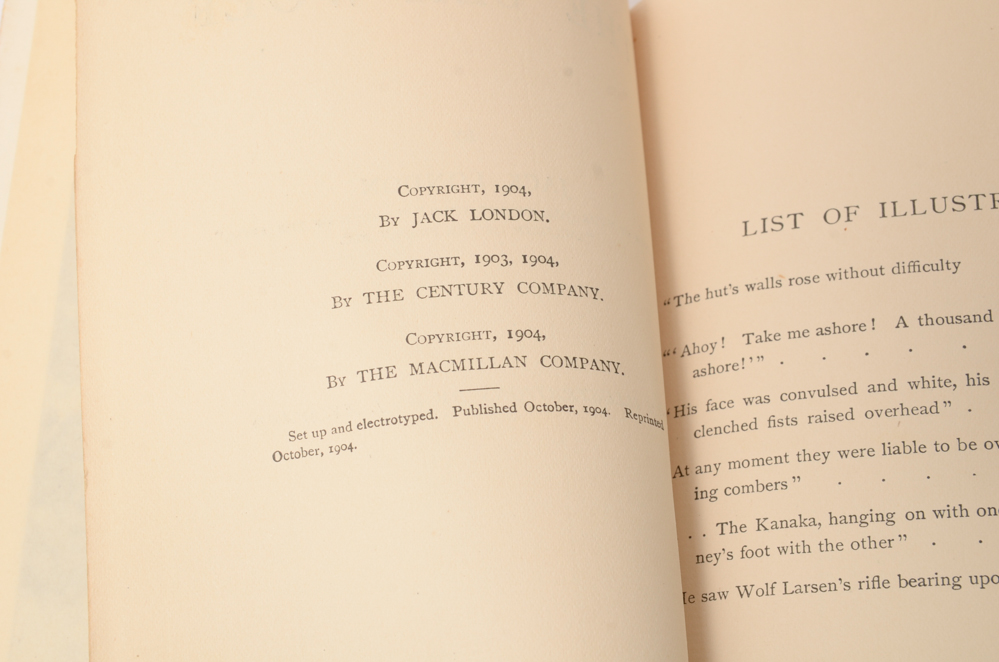 COPYRIGHT, 1904,
BY JACK LONDON.
COPYRIGHT, 1903, 1904,
BY THE CENTURY COMPANY.
COPYRIGHT, 1904,
BY THE MACMILLAN COMPANY.
Set up and electrotyped. Published October, 1904. Reprinted
October, 1904.
LIST OF
“The hut's walls rose without difficulty
“‘Ahoy! Take me ashore! A thousand
ashore!’” . . . . .
‘His face was convulsed and white, his
clenched fists raised overhead” .
At any moment they were liable to be
ing combers” . . . .
. . The Kanaka, hanging on with
ney's foot with the other” . .
saw Wolf Larsen's rifle bearing